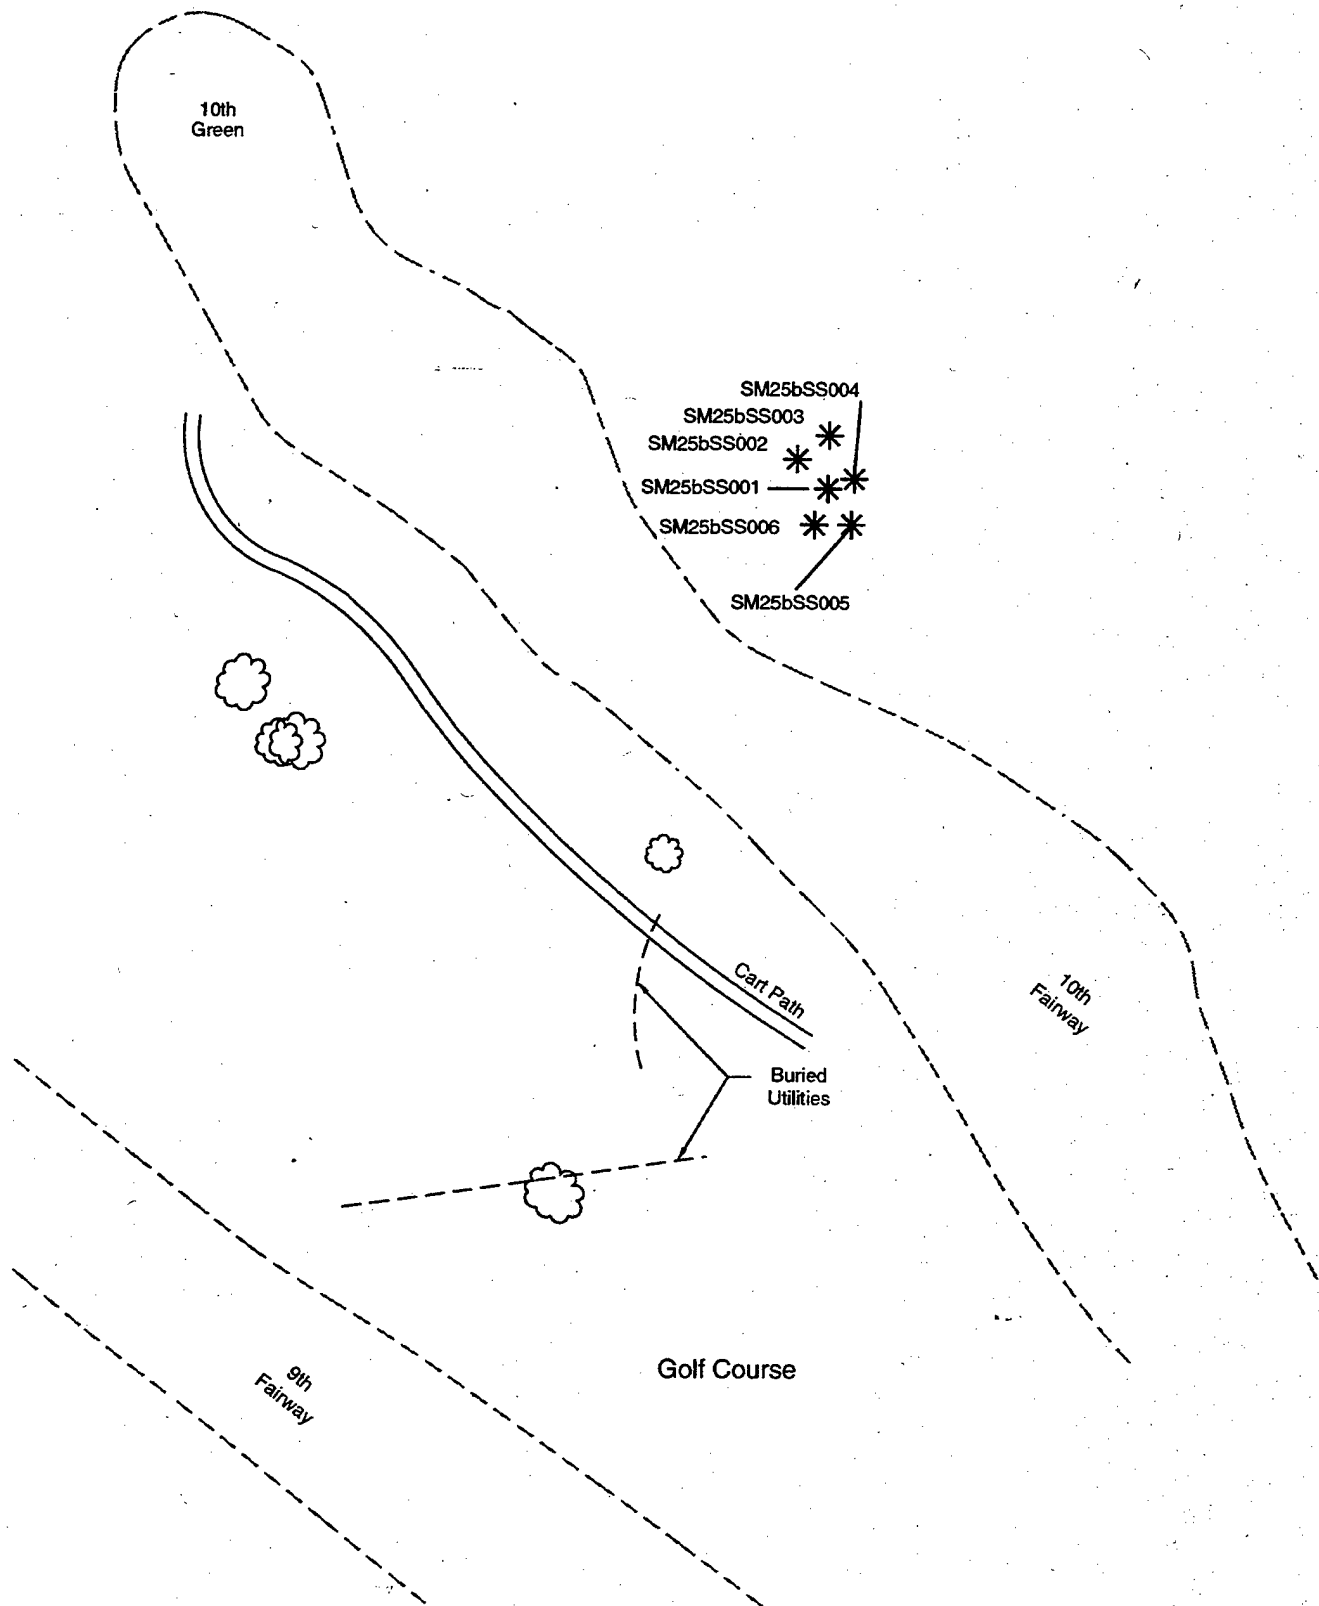 10th
Green
SM25bSS004
SM25bSS003
SM25bSS002
SM25bSS001
SM25bSS006
SM25bSS005
Cart Path
10th
Fairway
Buried
Utilities
Golf Course
9th
Fairway